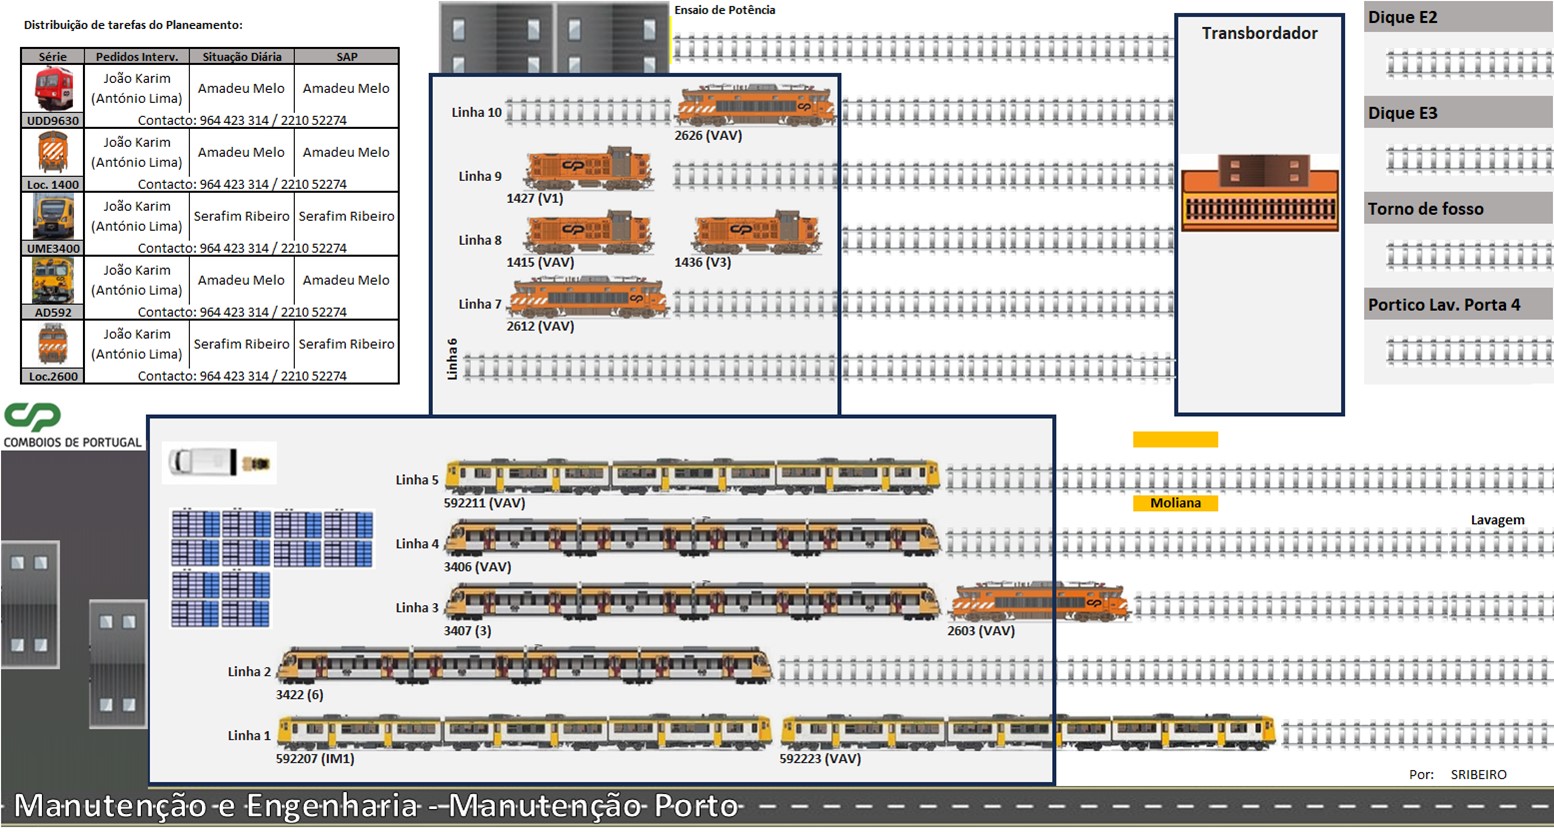 Distribuição de tarefas do Planeamento:
Série Pedidos Interv. Situação Diária SAP
João Karim
(António Lima) Amadeu Melo Amadeu Melo
UDD9630 Contacto: 964 423 314 / 2210 52274
João Karim
(António Lima) Amadeu Melo Amadeu Melo
Loc. 1400 Contacto: 964 423 314 / 2210 52274
João Karim
(António Lima) Serafim Ribeiro Serafim Ribeiro
UME3400 Contacto: 964 423 314 / 2210 52274
João Karim
(António Lima) Amadeu Melo Amadeu Melo
AD592 Contacto: 964 423 314 / 2210 52274
João Karim
(António Lima) Serafim Ribeiro Serafim Ribeiro
Loc.2600 Contacto: 964 423 314 / 2210 52274
CP
COMBOIOS DE PORTUGAL
Ensaio de Potência
Linha 10
2626 (VAV)
Linha 9
1427 (V1)
Linha 8
1415 (VAV) 1436 (V3)
Linha 7
2612 (VAV)
Linha 6
Transbordador
Dique E2
Dique E3
Torno de fosso
Portico Lav. Porta 4
Linha 5
592211 (VAV)
Moliana
Lavagem
Linha 4
3406 (VAV)
Linha 3
3407 (3) 2603 (VAV)
Linha 2
3422 (6)
Linha 1
592207 (IM1) 592223 (VAV)
Por: SRIBEIRO
Manutenção e Engenharia - Manutenção Porto